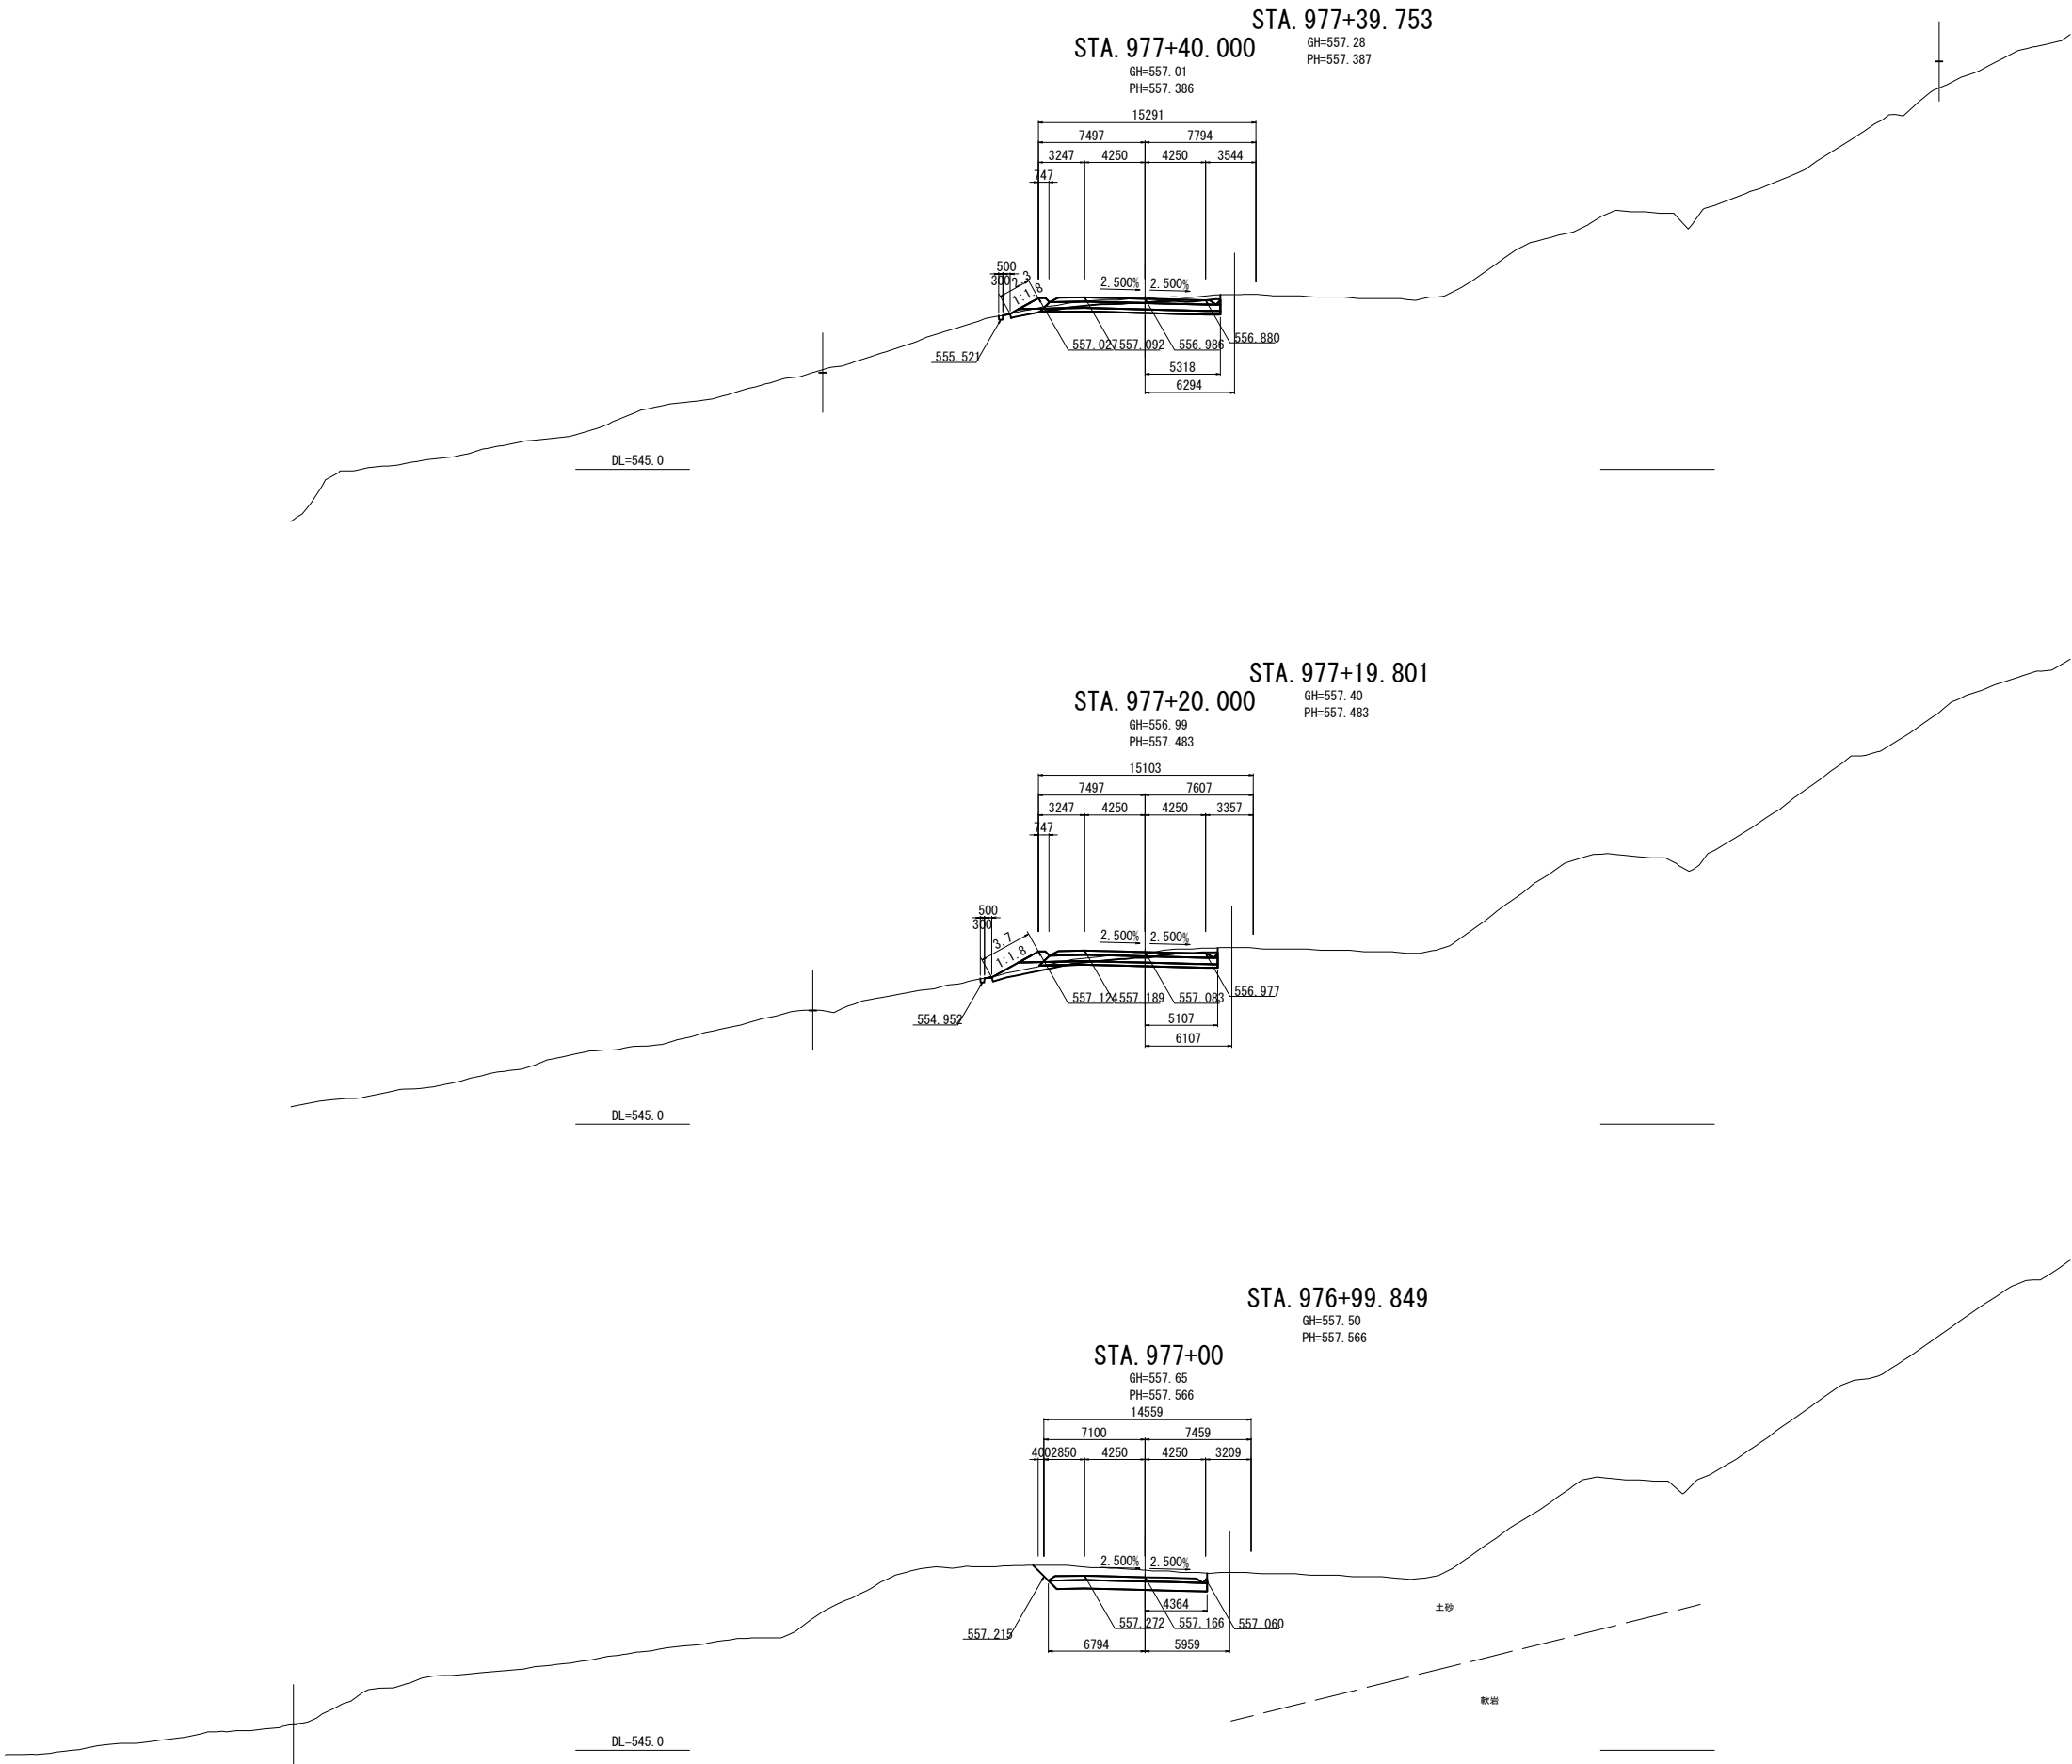 STA. 977+39. 753
GH=557. 28
PH=557. 387
STA. 977+40. 000
GH=557. 01
PH=557. 386
15291
7497
7794
3247
4250
4250
3544
747
500
300
2.3
1:1.8
2. 500%
2. 500%
555. 521
557. 027
557. 092
556. 986
556. 880
5318
6294
DL=545. 0
STA. 977+19. 801
GH=557. 40
PH=557. 483
STA. 977+20. 000
GH=556. 99
PH=557. 483
15103
7497
7607
3247
4250
4250
3357
747
500
300
3.7
1:1.8
2. 500%
2. 500%
554. 952
557. 124
557. 189
557. 083
556. 977
5107
6107
DL=545. 0
STA. 976+99. 849
GH=557. 50
PH=557. 566
STA. 977+00
GH=557. 65
PH=557. 566
14559
7100
7459
400
2850
4250
4250
3209
2. 500%
2. 500%
4364
557. 215
557. 272
557. 166
557. 060
6794
5959
土砂
軟岩
DL=545. 0